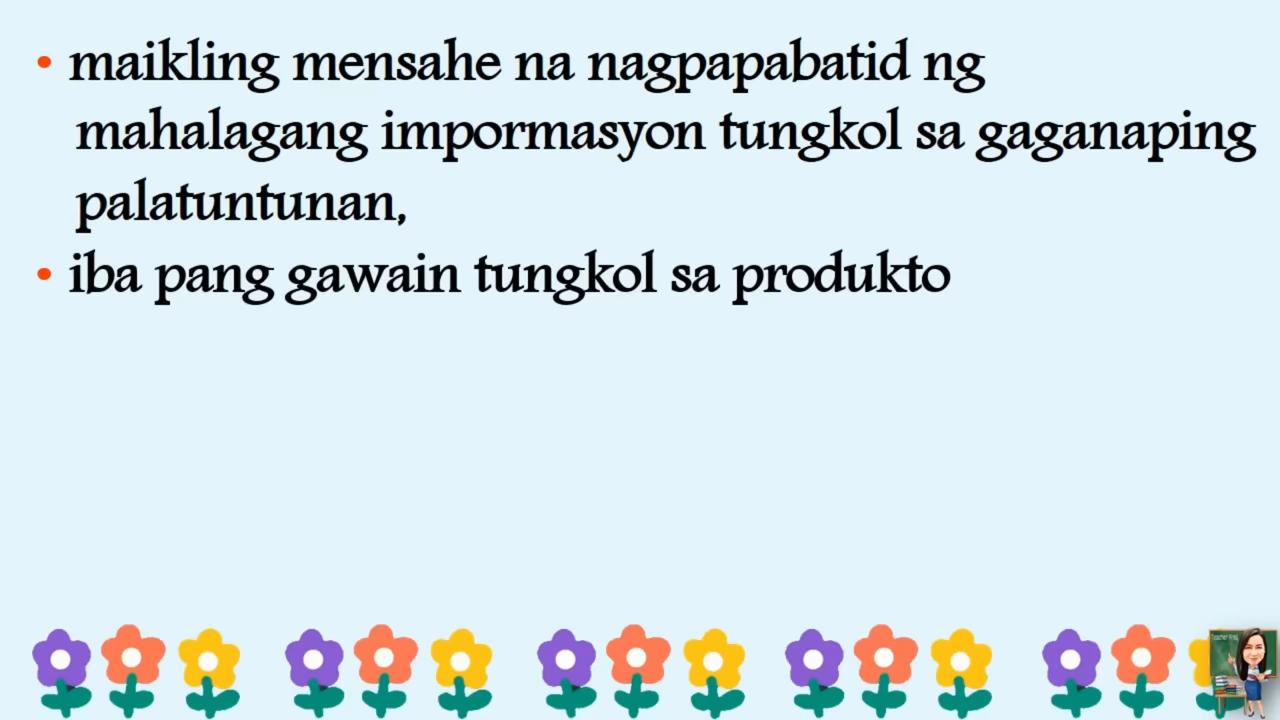 • maikling mensahe na nagpapabatid ng
mahalagang impormasyon tungkol sa gaganaping
palatuntunan,
• iba pang gawain tungkol sa produkto